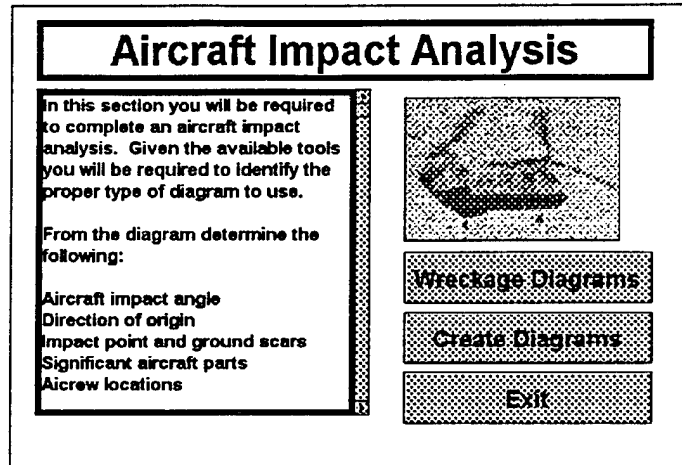 Aircraft Impact Analysis
In this section you will be required
to complete an aircraft impact
analysis. Given the available tools
you will be required to identify the
proper type of diagram to use.
From the diagram determine the
following:
Aircraft impact angle
Direction of origin
Impact point and ground scars
Significant aircraft parts
Aicrew locations
Wreckage Diagrams
Create Diagrams
Exit